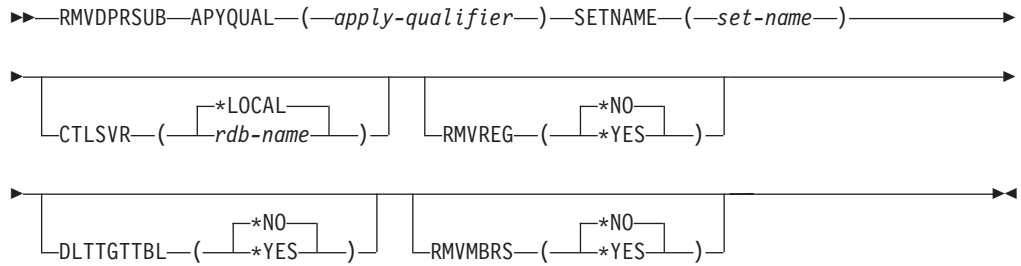 RMVDPRSUB APYQUAL ( apply-qualifier ) SETNAME ( set-name )
*LOCAL *NO
CTLSVR ( rdb-name ) RMVREG ( *YES )
*NO *NO
DLTTGTTBL ( *YES ) RMVMBRS ( *YES )